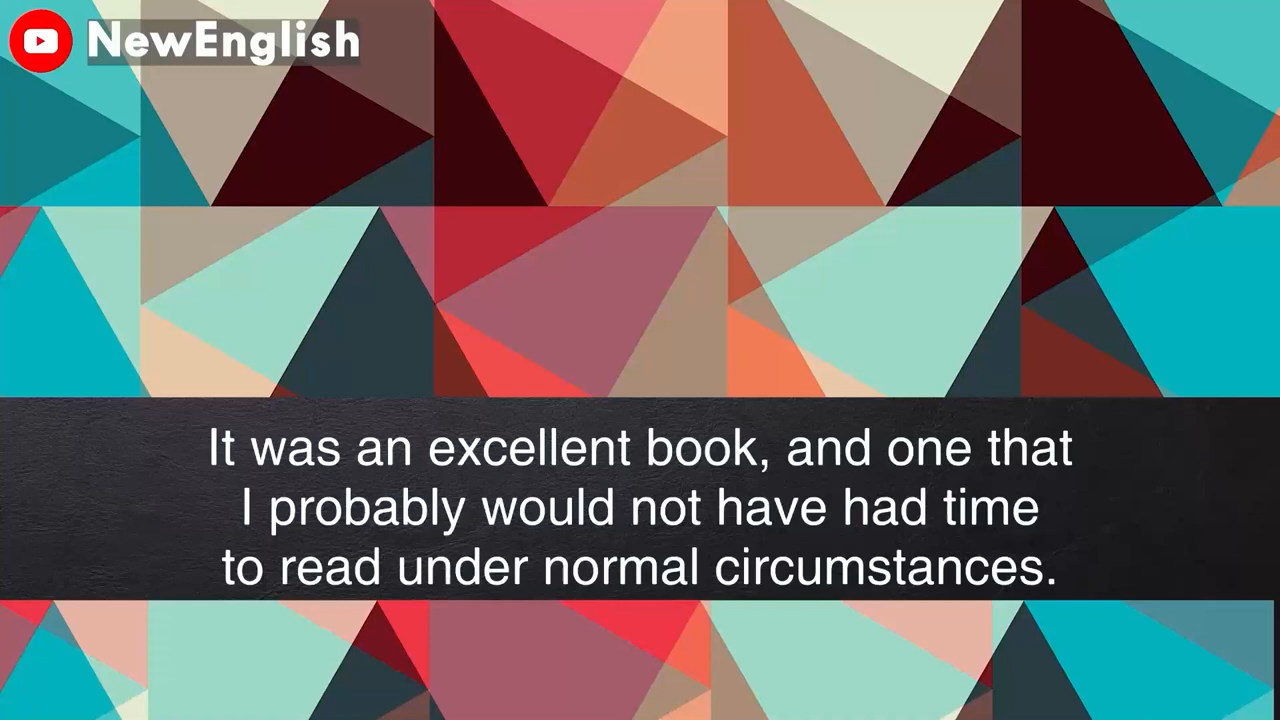 NewEnglish
It was an excellent book, and one that
I probably would not have had time
to read under normal circumstances.